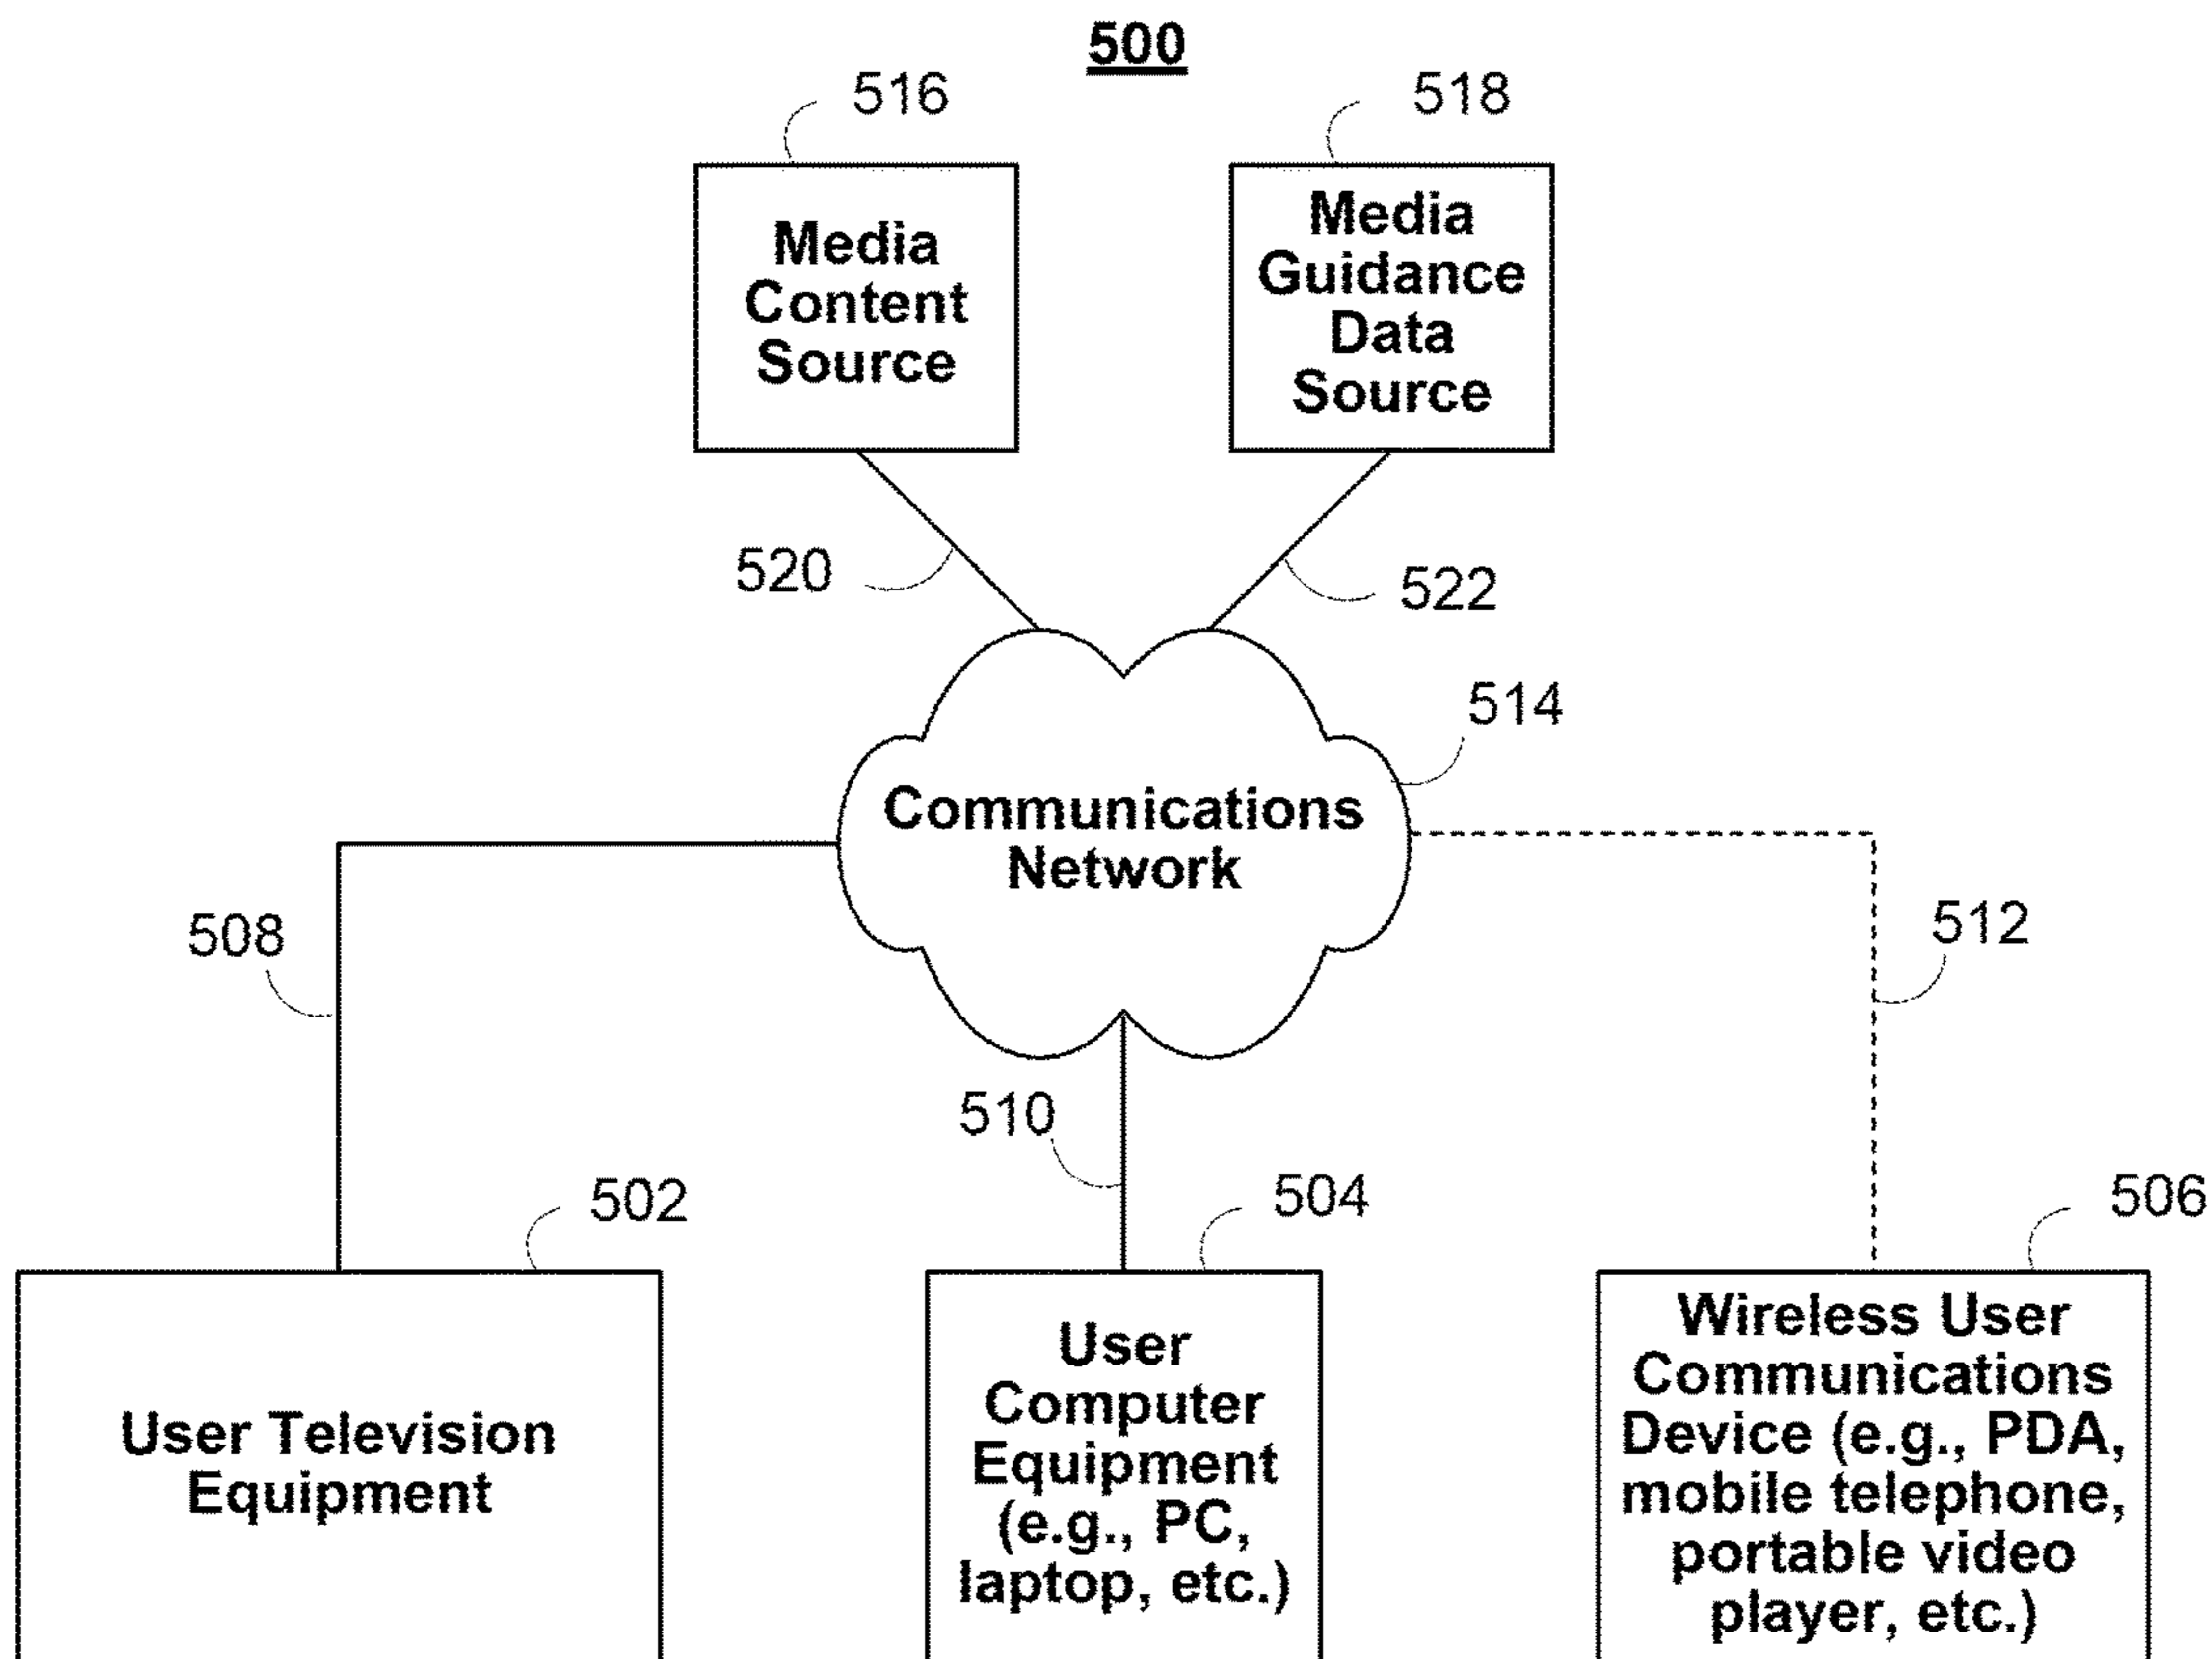 500
516
518
Media
Content
Source
Media
Guidance
Data
Source
520
522
514
Communications
Network
508
512
510
502
504
506
User Television
Equipment
User
Computer
Equipment
(e.g., PC,
laptop, etc.)
Wireless User
Communications
Device (e.g., PDA,
mobile telephone,
portable video
player, etc.)